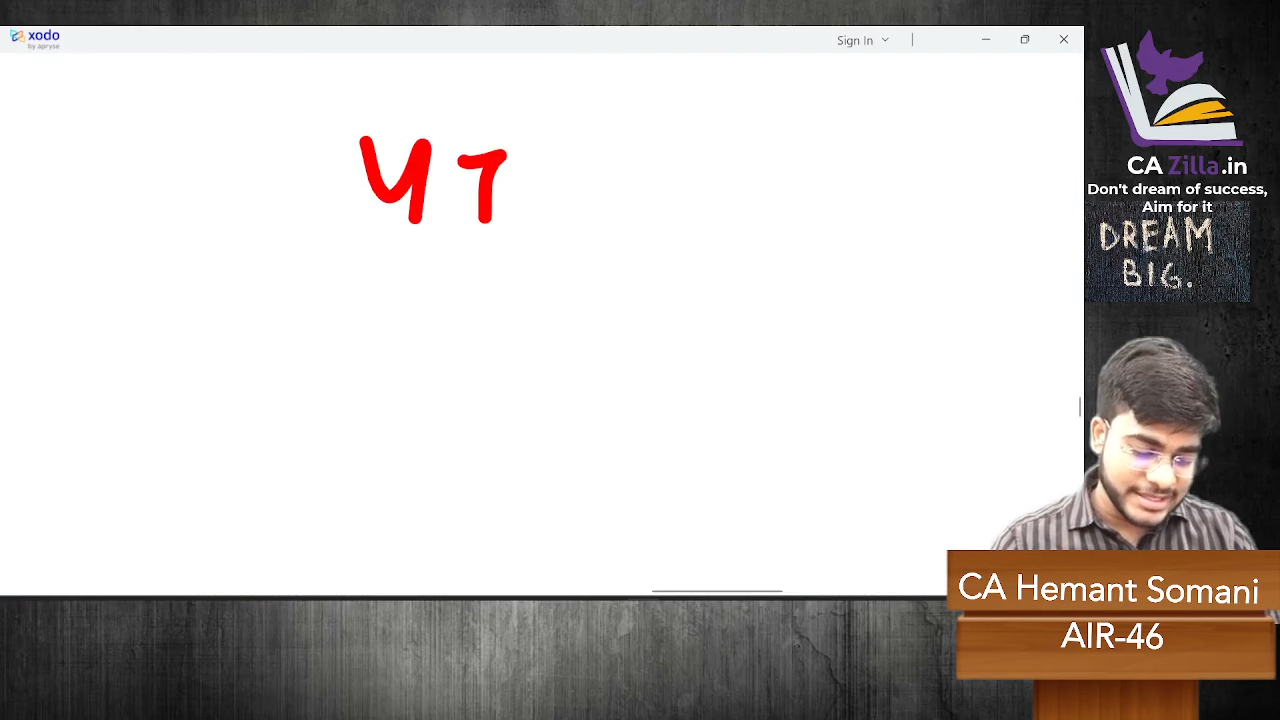 xodo
by apryse
Sign In
YT
CA Zilla.in
Don't dream of success,
Aim for it
DREAM
BIG.
CA Hemant Somani
AIR-46